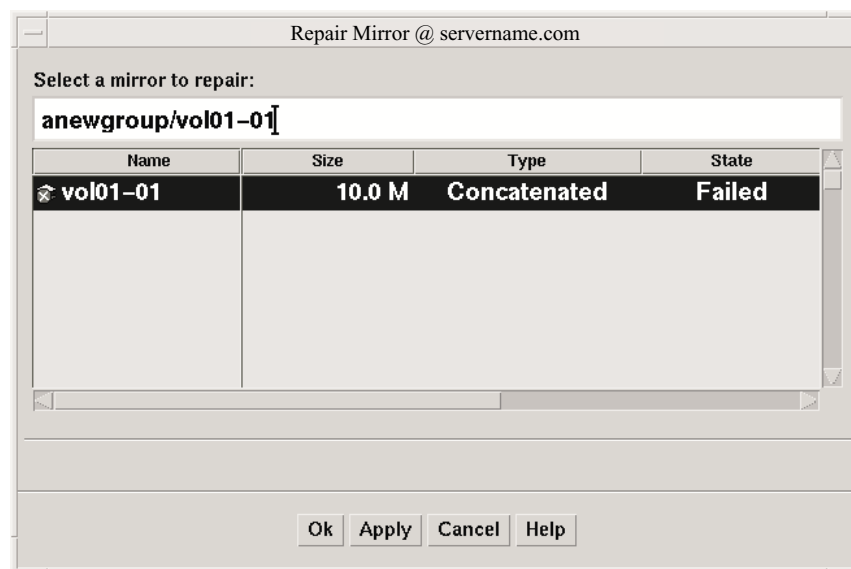 Repair Mirror @ servername.com
Select a mirror to repair:
anewgroup/vol01-01
Name Size Type State
vol01-01 10.0 M Concatenated Failed
Ok Apply Cancel Help